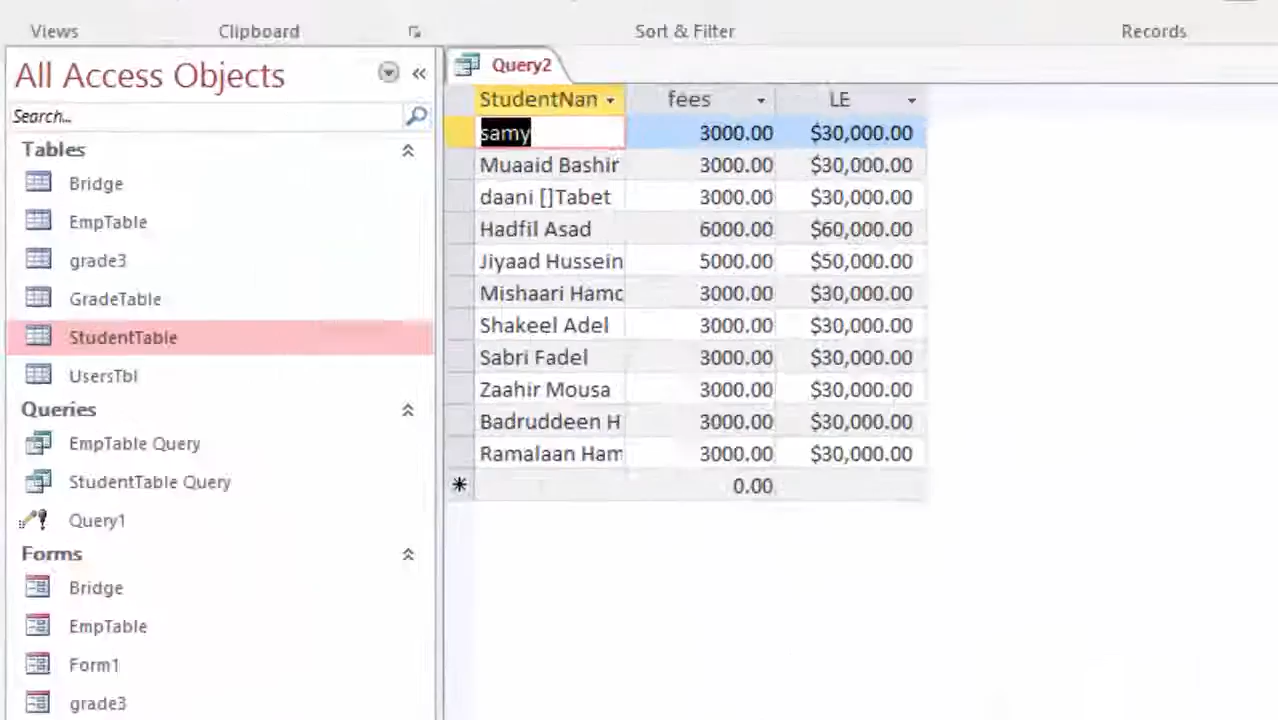 Views Clipboard Sort & Filter Records
All Access Objects
Search...
Tables
Bridge
EmpTable
grade3
GradeTable
StudentTable
UsersTbl
Queries
EmpTable Query
StudentTable Query
Query1
Forms
Bridge
EmpTable
Form1
grade3
Query2
StudentNan fees LE
samy 3000.00 $30,000.00
Muaaid Bashir 3000.00 $30,000.00
daani []Tabet 3000.00 $30,000.00
Hadfil Asad 6000.00 $60,000.00
Jiyaad Hussein 5000.00 $50,000.00
Mishaari Hamc 3000.00 $30,000.00
Shakeel Adel 3000.00 $30,000.00
Sabri Fadel 3000.00 $30,000.00
Zaahir Mousa 3000.00 $30,000.00
Badruddeen H 3000.00 $30,000.00
Ramalaan Ham 3000.00 $30,000.00
0.00